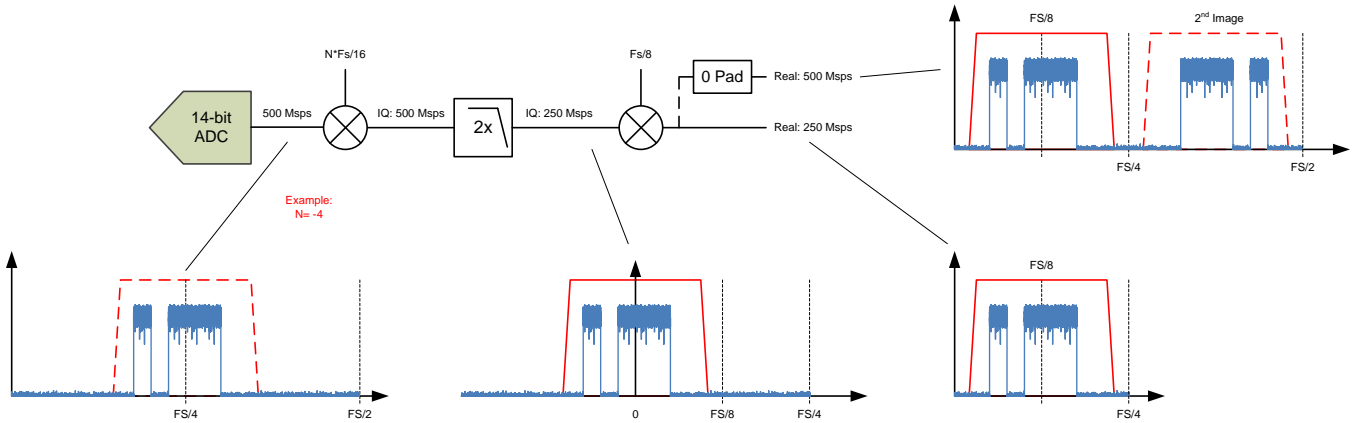 FS/8
2nd Image
N*Fs/16
Fs/8
0 Pad
Real: 500 Msps
14-bit
ADC
500 Msps
IQ: 500 Msps
2x
IQ: 250 Msps
Real: 250 Msps
FS/4
FS/2
Example:
N= -4
FS/8
FS/4
FS/2
0
FS/8
FS/4
FS/4